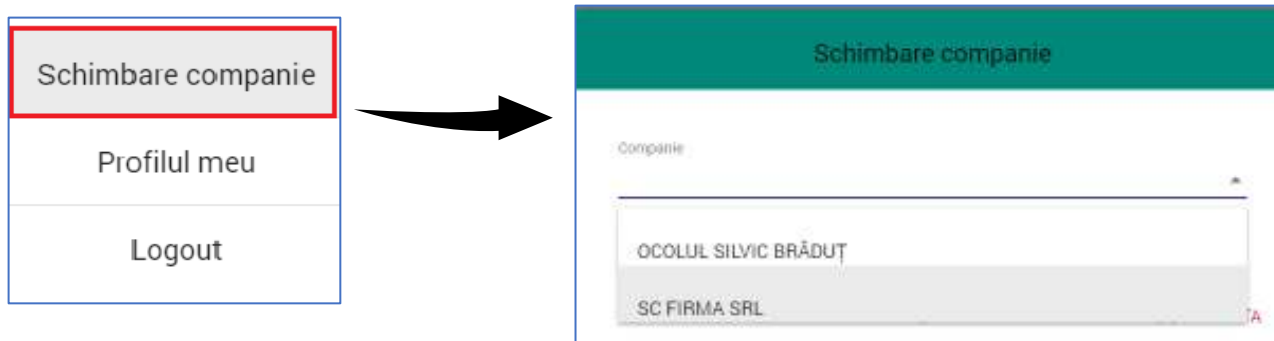 Schimbare companie
Profilul meu
Logout
Schimbare companie
Companie
OCOLUL SILVIC BRĂDUȚ
SC FIRMA SRL